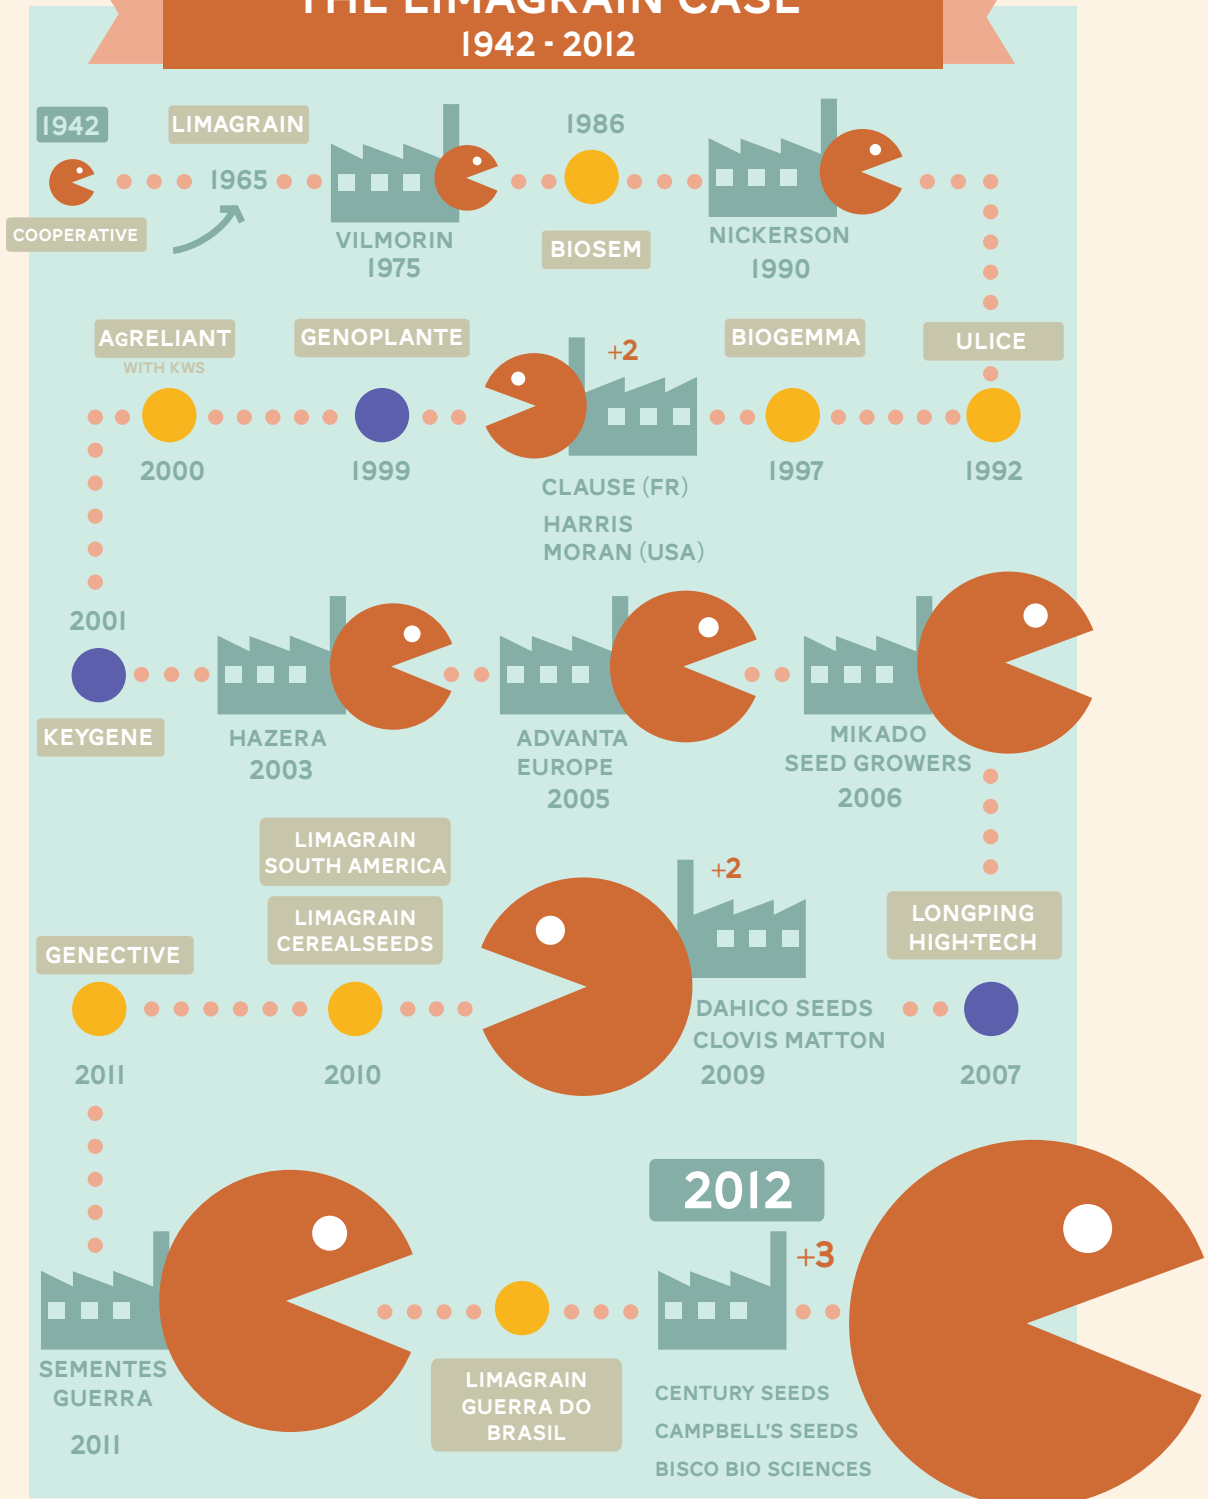 THE LIMAGRAIN CASE
1942 - 2012
1942
LIMAGRAIN
1965
COOPERATIVE
VILMORIN
1975
1986
BIOSEM
NICKERSON
1990
ULICE
1992
BIOGEMMA
1997
+2
CLAUSE (FR)
HARRIS
MORAN (USA)
GENOPLANTE
1999
AGRELIANT
WITH KWS
2000
2001
KEYGENE
HAZERA
2003
ADVANTA
EUROPE
2005
MIKADO
SEED GROWERS
2006
LONGPING
HIGH-TECH
2007
+2
DAHICO SEEDS
CLOVIS MATTON
2009
LIMAGRAIN
SOUTH AMERICA
LIMAGRAIN
CEREALSEEDS
2010
GENECTIVE
2011
SEMENTES
GUERRA
2011
LIMAGRAIN
GUERRA DO
BRASIL
2012
+3
CENTURY SEEDS
CAMPBELL'S SEEDS
BISCO BIO SCIENCES